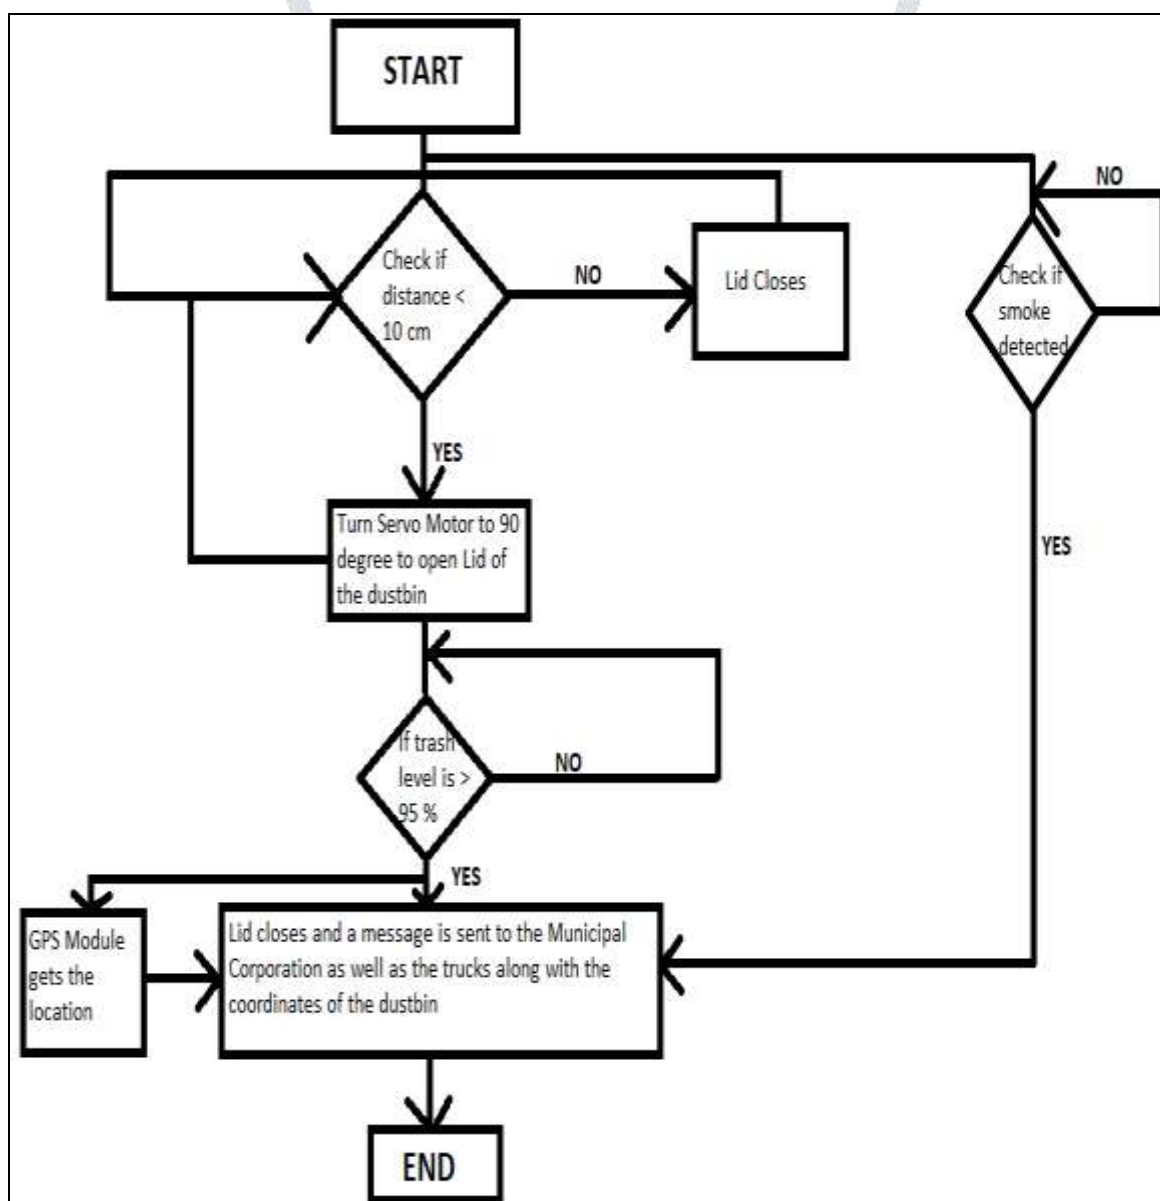 START
NO
Check if
distance <
10 cm
NO
Lid Closes
Check if
smoke
detected
YES
Turn Servo Motor to 90
degree to open Lid of
the dustbin
YES
If trash
level is >
95 %
NO
YES
GPS Module
gets the
location
Lid closes and a message is sent to the Municipal
Corporation as well as the trucks along with the
coordinates of the dustbin
END